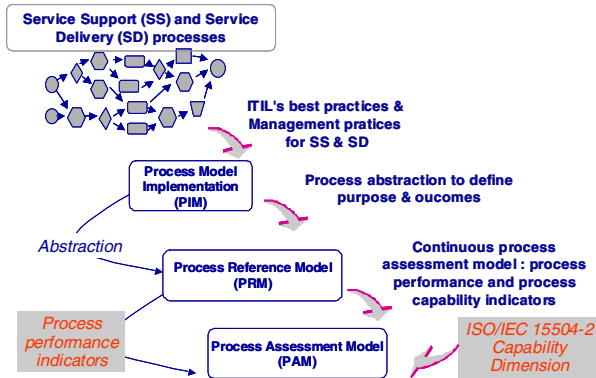 Service Support (SS) and Service
Delivery (SD) processes
ITIL's best practices &
Management pratices
for SS & SD
Process Model
Implementation
(PIM)
Process abstraction to define
purpose & oucomes
Abstraction
Process Reference Model
(PRM)
Continuous process
assessment model : process
performance and process
capability indicators
Process
performance
indicators
Process Assessment Model
(PAM)
ISO/IEC 15504-2
Capability
Dimension